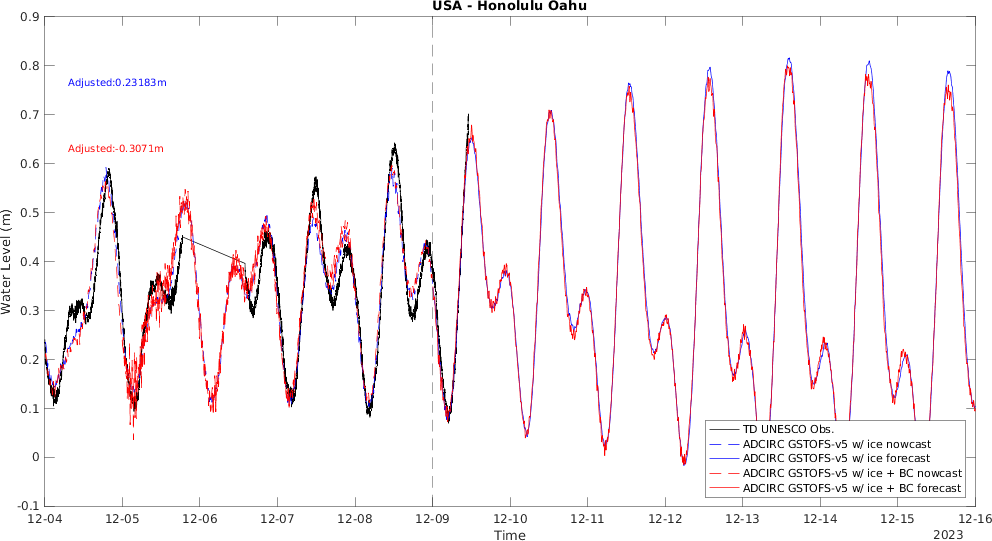 USA - Honolulu Oahu
0.9
0.8
0.7
0.6
0.5
0.4
0.3
0.2
0.1
0
-0.1
Water Level (m)
Adjusted:0.23183m
Adjusted:-0.3071m
TD UNESCO Obs.
ADCIRC GSTOFS-v5 w/ ice nowcast
ADCIRC GSTOFS-v5 w/ ice forecast
ADCIRC GSTOFS-v5 w/ ice + BC nowcast
ADCIRC GSTOFS-v5 w/ ice + BC forecast
12-04 12-05 12-06 12-07 12-08 12-09 12-10 12-11 12-12 12-13 12-14 12-15 12-16
Time
2023